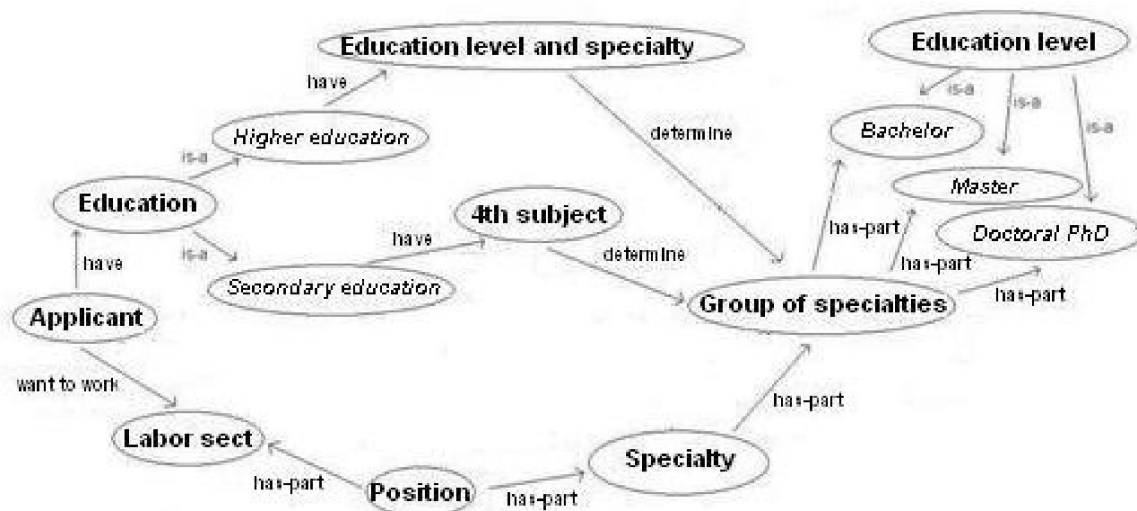 Education level and specialty
Education level
have
is-a
is-a
is-a
Higher education
determine
Bachelor
is-a
Education
4th subject
Master
have
has-part
Doctoral PhD
is-a
have
determine
has-part
Secondary education
has-part
Applicant
Group of specialties
want to work
has-part
Labor sect
Specialty
has-part
Position
has-part